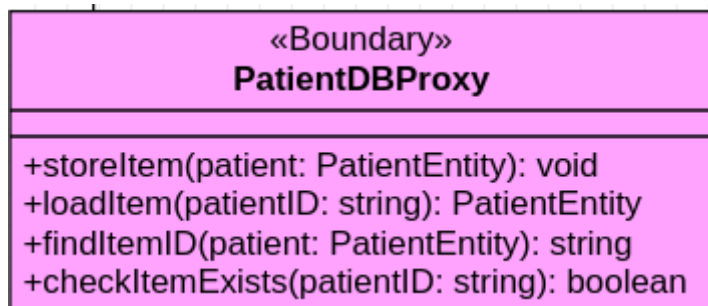 «Boundary»
PatientDBProxy
+storeItem(patient: PatientEntity): void
+loadItem(patientID: string): PatientEntity
+findItemID(patient: PatientEntity): string
+checkItemExists(patientID: string): boolean